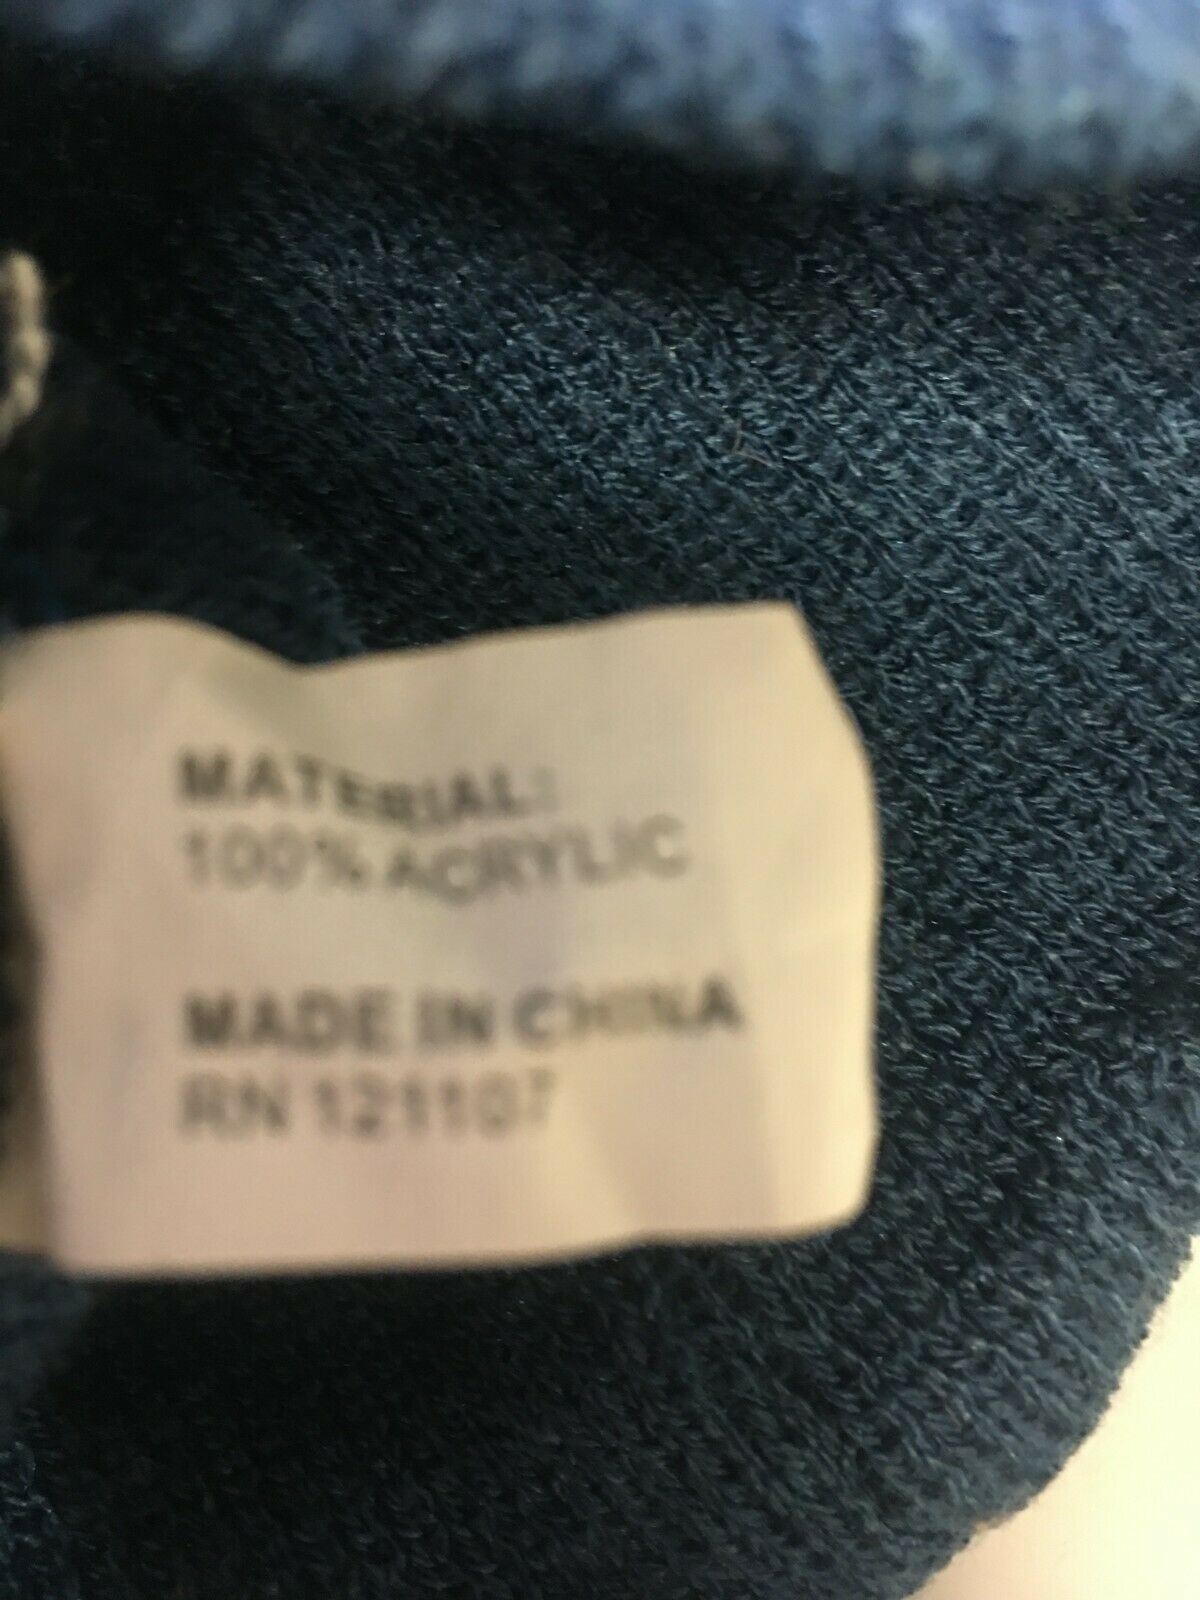 MATERIAL:
100% ACRYLIC
MADE IN CHINA
RN 121107